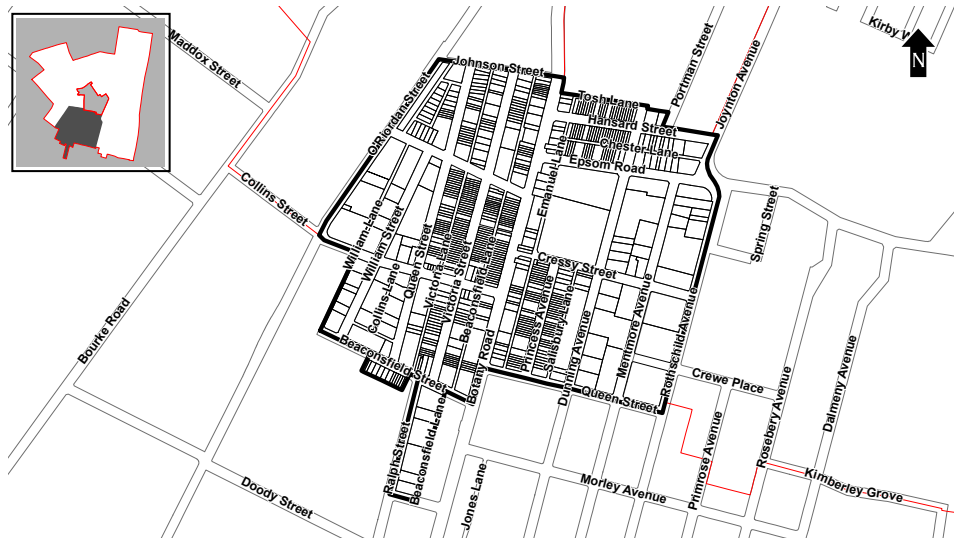 Kirby W
N
Maddox Street
Portman Street
Joynton Avenue
Johnson Street
O'Riordan Street
Tosh Lane
Hansard Street
Chester Lane
Epsom Road
Emanuel Lane
Collins Street
Spring Street
William Lane
William Street
Queen Street
Victoria Lane
Victoria Street
Beaconsfield Lane
Cressy Street
Collins Lane
Princess Avenue
Salisbury Lane
Dunning Avenue
Mentmore Avenue
Rothschild Avenue
Bourke Road
Beaconsfield Street
Botany Road
Queen Street
Crewe Place
Rosebery Avenue
Dalmeny Avenue
Ralph Street
Beaconsfield Lane
Primrose Avenue
Kimberley Grove
Doody Street
Jones Lane
Morley Avenue